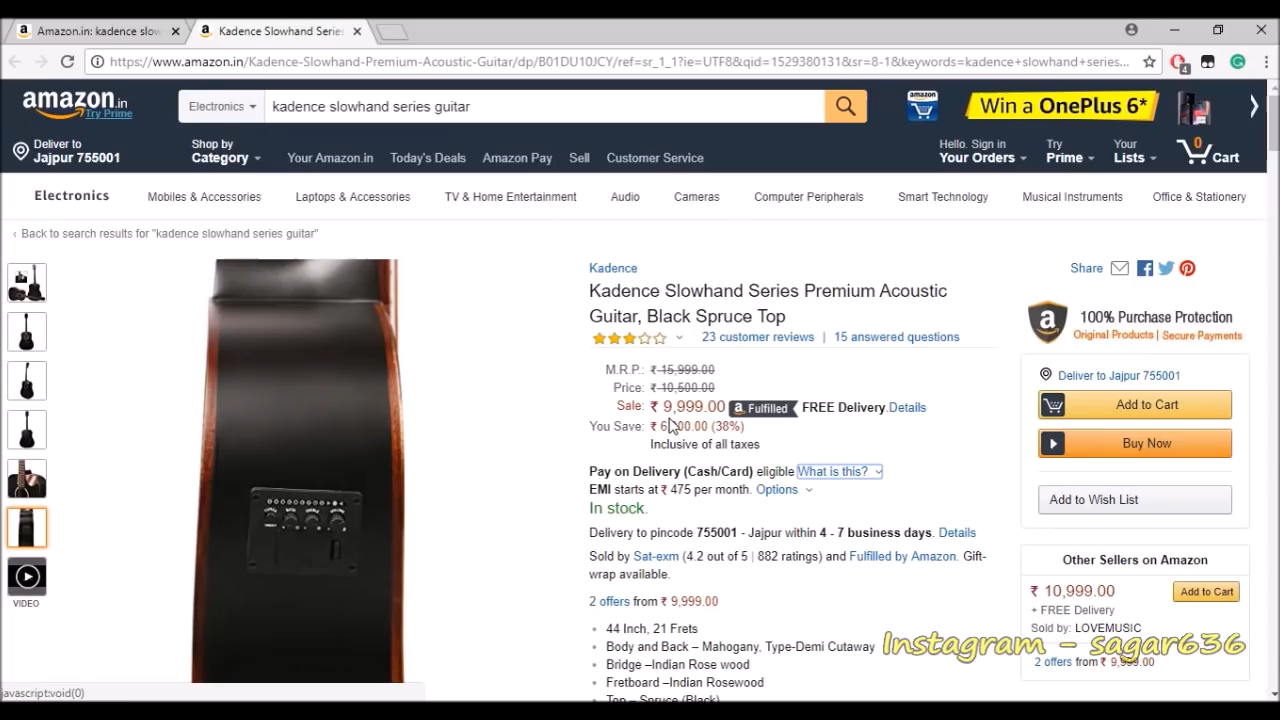 Amazon.in: kadence slow
Kadence Slowhand Series
https://www.amazon.in/Kadence-Slowhand-Premium-Acoustic-Guitar/dp/B01DU10JCY/ref=sr_1_1?ie=UTF8&qid=1529380131&sr=8-1&keywords=kadence+slowhand+series...
4
amazon.in
Try Prime
Electronics
kadence slowhand series guitar
amazon
Win a OnePlus 6*
Deliver to
Jajpur 755001
Shop by
Category
Your Amazon.in
Today's Deals
Amazon Pay
Sell
Customer Service
Hello. Sign in
Your Orders
Try
Prime
Your
Lists
0
Cart
Electronics
Mobiles & Accessories
Laptops & Accessories
TV & Home Entertainment
Audio
Cameras
Computer Peripherals
Smart Technology
Musical Instruments
Office & Stationery
‹ Back to search results for "kadence slowhand series guitar"
VIDEO
Kadence
Kadence Slowhand Series Premium Acoustic
Guitar, Black Spruce Top
23 customer reviews | 15 answered questions
M.R.P.: ₹ 15,999.00
Price: ₹ 10,500.00
Sale: ₹ 9,999.00 a Fulfilled FREE Delivery.Details
You Save: (38%)
Inclusive of all taxes
Pay on Delivery (Cash/Card) eligible What is this?
EMI starts at ₹ 475 per month. Options
In stock.
Delivery to pincode 755001 - Jajpur within 4 - 7 business days. Details
Sold by Sat-exm (4.2 out of 5 | 882 ratings) and Fulfilled by Amazon. Gift-
wrap available.
2 offers from ₹ 9,999.00
• 44 Inch, 21 Frets
• Body and Back – Mahogany, Type-Demi Cutaway
• Bridge –Indian Rose wood
• Fretboard –Indian Rosewood
• Top – Spruce (Black)
Share
a
100% Purchase Protection
Original Products | Secure Payments
Deliver to Jajpur 755001
Add to Cart
Buy Now
Add to Wish List
Other Sellers on Amazon
₹ 10,999.00
Add to Cart
+ FREE Delivery
Sold by: LOVEMUSIC
Instagram - sagar636
2 offers from ₹ 9,999.00
javascript:void(0)